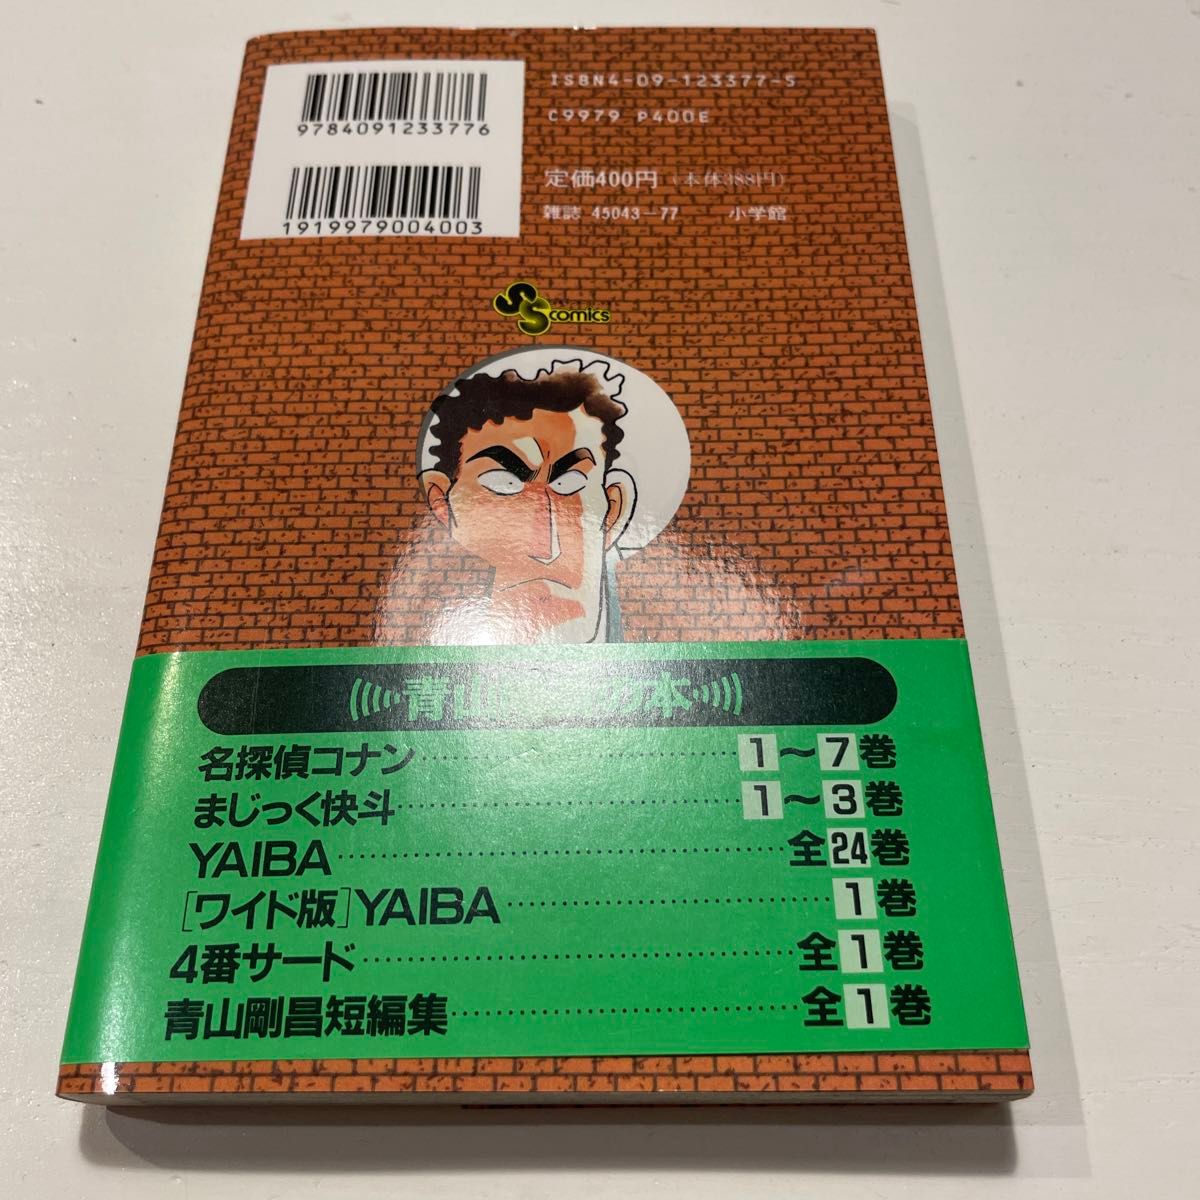 9784091233776
1919979004003
ISBN4-09-123377-5
C9979 P400E
定価400円(本体388円)
雑誌 45043-77 小学館
SScomics
青山 の本
名探偵コナン 1～7巻
まじっく快斗 1～3巻
YAIBA 全24巻
[ワイド版]YAIBA 1巻
4番サード 全1巻
青山剛昌短編集 全1巻